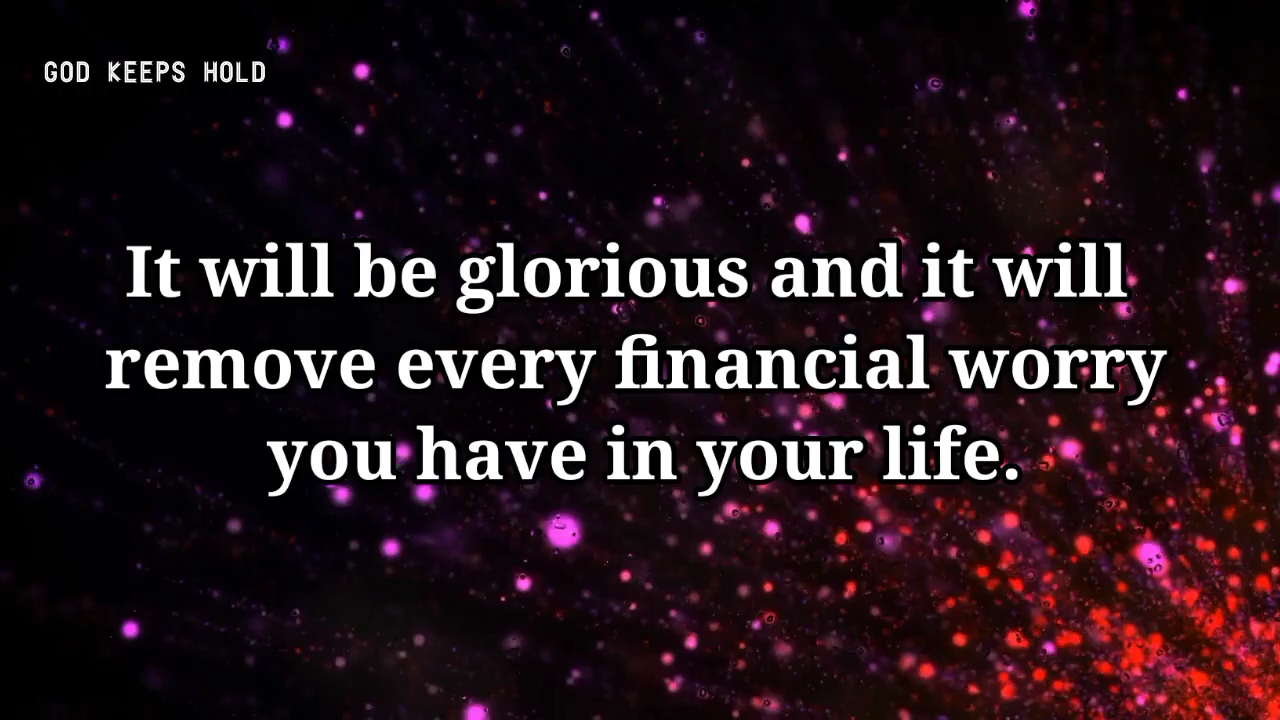 GOD KEEPS HOLD
It will be glorious and it will
remove every financial worry
you have in your life.